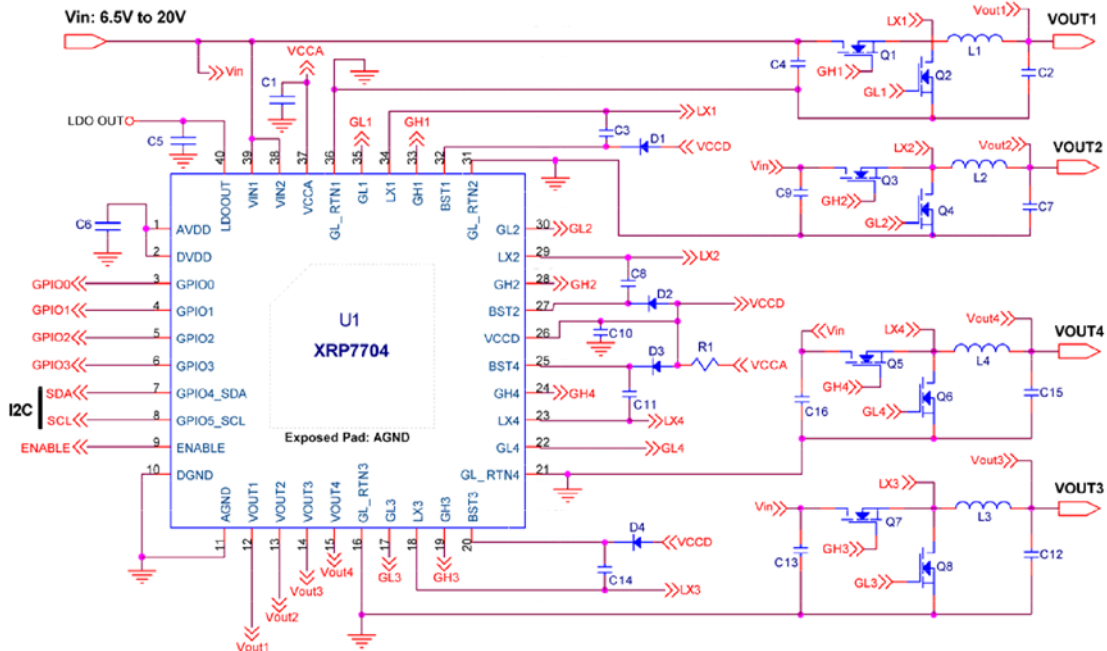 Vin: 6.5V to 20V
Vin
VCCA
C1
LDO OUT
C5
GL1
GH1
LX1
C3
D1
VCCD
C4
Q1
GH1
LX1
GL1
Q2
L1
Vout1
C2
VOUT1
40 39 38 37 36 35 34 33 32 31
LDOOUT
VIN1
VIN2
VCCA
GL_RTN1
GL1
LX1
GH1
BST1
GL_RTN2
Vin
C9
Q3
GH2
LX2
GL2
Q4
L2
Vout2
C7
VOUT2
C6
1 AVDD
2 DVDD
GPIO0 3 GPIO0
GPIO1 4 GPIO1
GPIO2 5 GPIO2
GPIO3 6 GPIO3
I2C
SDA 7 GPIO4_SDA
SCL 8 GPIO5_SCL
ENABLE 9 ENABLE
10 DGND
U1
XRP7704
Exposed Pad: AGND
GL2 30 GL2
LX2 29 LX2
C8
GH2 28 GH2
D2
BST2 27 VCCD
VCCD 26
C10
D3
R1
VCCA
BST4 25
GH4 24 GH4
C11
LX4 23 LX4
GL4 22 GL4
GL_RTN4 21
Vin
C16
Q5
GH4
LX4
GL4
Q6
L4
Vout4
C15
VOUT4
AGND
VOUT1
VOUT2
VOUT3
VOUT4
GL_RTN3
GL3
LX3
GH3
BST3
11 12 13 14 15 16 17 18 19 20
Vout1
Vout2
Vout3
Vout4
GL3
GH3
D4
VCCD
C14
LX3
Vin
C13
Q7
GH3
LX3
GL3
Q8
L3
Vout3
C12
VOUT3